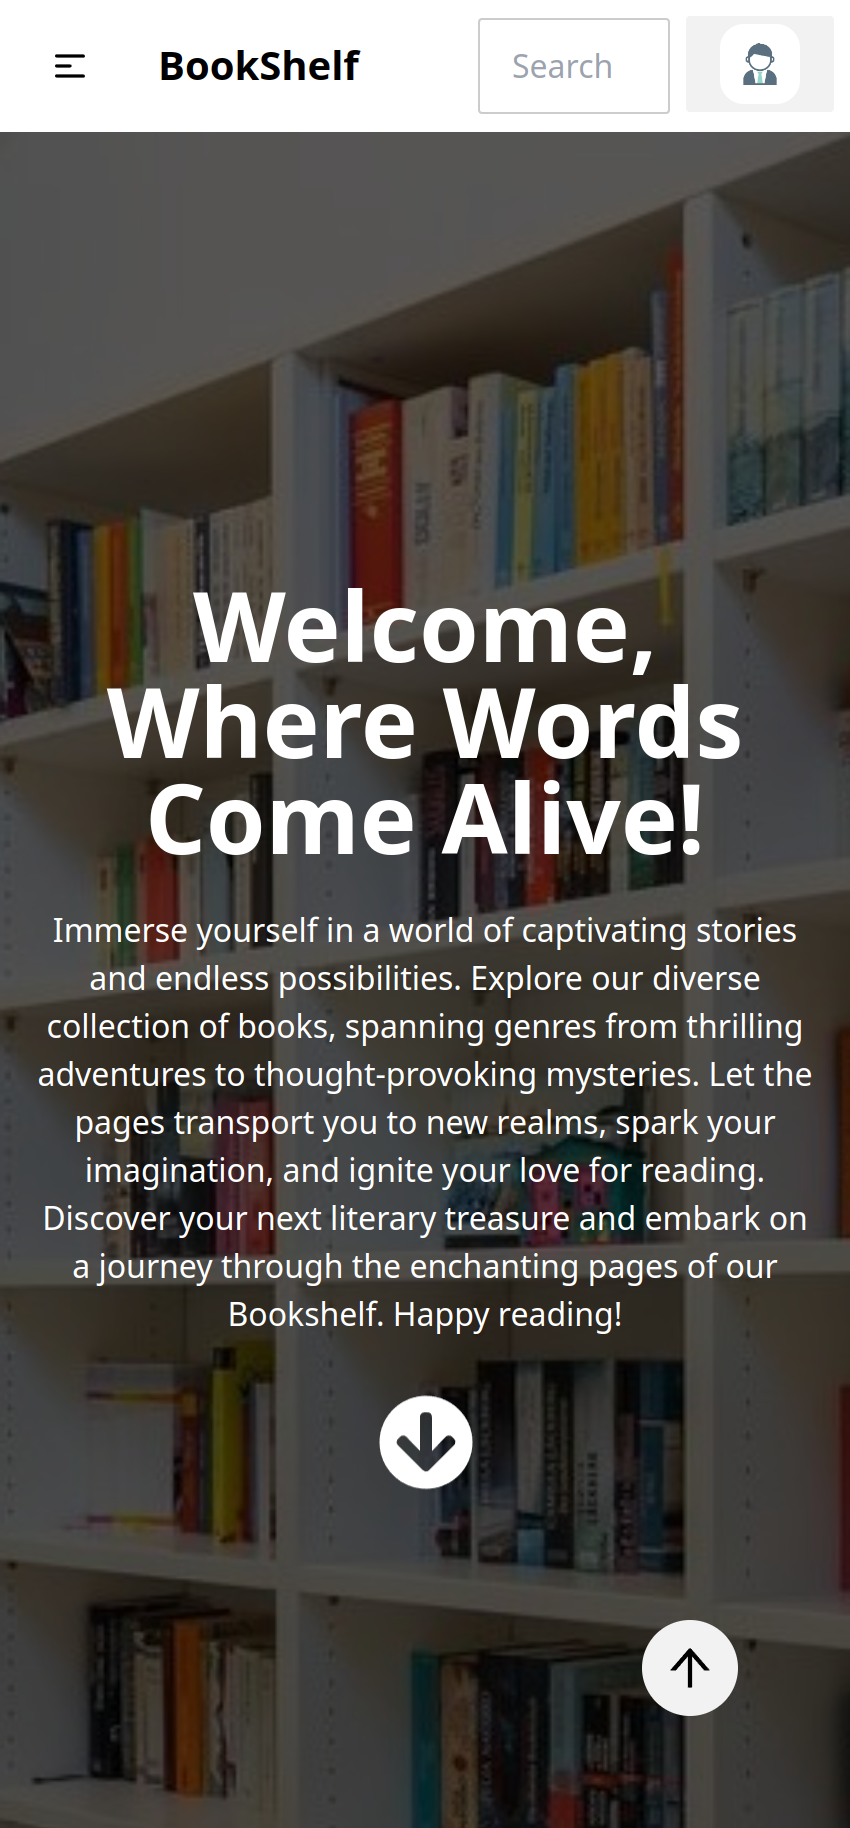 BookShelf
Search
Welcome,
Where Words
Come Alive!
Immerse yourself in a world of captivating stories
and endless possibilities. Explore our diverse
collection of books, spanning genres from thrilling
adventures to thought-provoking mysteries. Let the
pages transport you to new realms, spark your
imagination, and ignite your love for reading.
Discover your next literary treasure and embark on
a journey through the enchanting pages of our
Bookshelf. Happy reading!